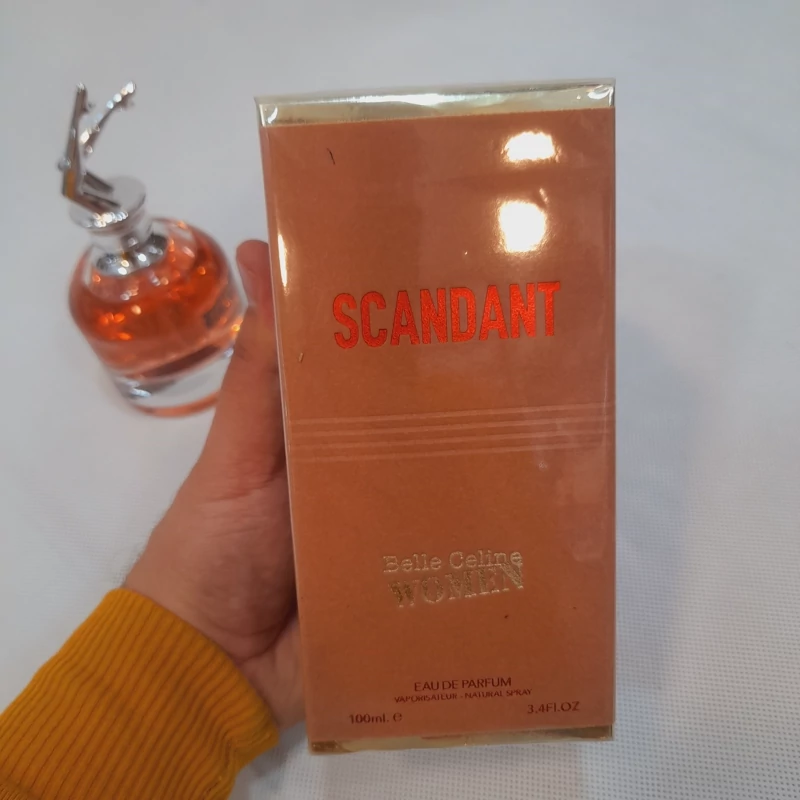 SCANDANT
Belle Celine
WOMEN
EAU DE PARFUM
VAPORISATEUR - NATURAL SPRAY
100ml. e 3.4Fl.OZ